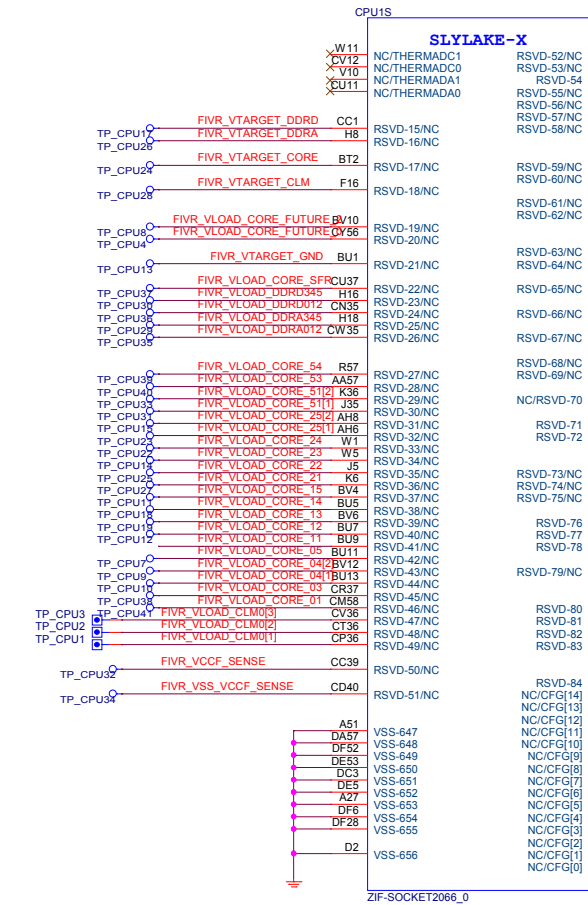 CPU1S
SLYLAKE-X
W11 NC/THERMADC1 RSVD-52/NC
CV12 NC/THERMADC0 RSVD-53/NC
V10 NC/THERMADA1 RSVD-54
CU11 NC/THERMADA0 RSVD-55/NC
RSVD-56/NC
RSVD-57/NC
TP_CPU17 FIVR_VTARGET_DDRD CC1 RSVD-15/NC RSVD-58/NC
TP_CPU26 FIVR_VTARGET_DDRA H8 RSVD-16/NC
TP_CPU24 FIVR_VTARGET_CORE BT2 RSVD-17/NC RSVD-59/NC
RSVD-60/NC
TP_CPU28 FIVR_VTARGET_CLM F16 RSVD-18/NC
RSVD-61/NC
RSVD-62/NC
TP_CPU8 FIVR_VLOAD_CORE_FUTURE BV10 RSVD-19/NC
TP_CPU4 FIVR_VLOAD_CORE_FUTURE CY56 RSVD-20/NC
RSVD-63/NC
TP_CPU13 FIVR_VTARGET_GND BU1 RSVD-21/NC RSVD-64/NC
TP_CPU37 FIVR_VLOAD_CORE_SFR CU37 RSVD-22/NC RSVD-65/NC
TP_CPU30 FIVR_VLOAD_DDRD345 H16 RSVD-23/NC
TP_CPU36 FIVR_VLOAD_DDRD012 CN35 RSVD-24/NC RSVD-66/NC
TP_CPU29 FIVR_VLOAD_DDRA345 H18 RSVD-25/NC
TP_CPU35 FIVR_VLOAD_DDRA012 CW35 RSVD-26/NC RSVD-67/NC
RSVD-68/NC
TP_CPU39 FIVR_VLOAD_CORE_54 R57 RSVD-27/NC RSVD-69/NC
TP_CPU40 FIVR_VLOAD_CORE_53 AA57 RSVD-28/NC
TP_CPU33 FIVR_VLOAD_CORE_51[2] K36 RSVD-29/NC NC/RSVD-70
TP_CPU31 FIVR_VLOAD_CORE_51[1] J35 RSVD-30/NC
TP_CPU15 FIVR_VLOAD_CORE_25[2] AH8 RSVD-31/NC RSVD-71
TP_CPU23 FIVR_VLOAD_CORE_25[1] AH6 RSVD-32/NC RSVD-72
TP_CPU22 FIVR_VLOAD_CORE_24 W1 RSVD-33/NC
TP_CPU14 FIVR_VLOAD_CORE_23 W5 RSVD-34/NC
TP_CPU25 FIVR_VLOAD_CORE_22 J5 RSVD-35/NC RSVD-73/NC
TP_CPU27 FIVR_VLOAD_CORE_21 K6 RSVD-36/NC RSVD-74/NC
TP_CPU11 FIVR_VLOAD_CORE_15 BV4 RSVD-37/NC RSVD-75/NC
TP_CPU18 FIVR_VLOAD_CORE_14 BU5 RSVD-38/NC
TP_CPU19 FIVR_VLOAD_CORE_13 BV6 RSVD-39/NC RSVD-76
TP_CPU12 FIVR_VLOAD_CORE_12 BU7 RSVD-40/NC RSVD-77
FIVR_VLOAD_CORE_11 BU9 RSVD-41/NC RSVD-78
TP_CPU7 FIVR_VLOAD_CORE_05 BU11 RSVD-42/NC
TP_CPU9 FIVR_VLOAD_CORE_04[2] BV12 RSVD-43/NC RSVD-79/NC
TP_CPU10 FIVR_VLOAD_CORE_04[1] BU13 RSVD-44/NC
TP_CPU38 FIVR_VLOAD_CORE_03 CR37 RSVD-45/NC
TP_CPU41 FIVR_VLOAD_CORE_01 CM58 RSVD-46/NC RSVD-80
TP_CPU3 FIVR_VLOAD_CLM0[3] CV36 RSVD-47/NC RSVD-81
TP_CPU2 FIVR_VLOAD_CLM0[2] CT36 RSVD-48/NC RSVD-82
TP_CPU1 FIVR_VLOAD_CLM0[1] CP36 RSVD-49/NC RSVD-83
TP_CPU32 FIVR_VCCF_SENSE CC39 RSVD-50/NC
RSVD-84
TP_CPU34 FIVR_VSS_VCCF_SENSE CD40 RSVD-51/NC NC/CFG[14]
NC/CFG[13]
NC/CFG[12]
A51 VSS-647 NC/CFG[11]
DA57 VSS-648 NC/CFG[10]
DF52 VSS-649 NC/CFG[9]
DE53 VSS-650 NC/CFG[8]
DC3 VSS-651 NC/CFG[7]
DE5 VSS-652 NC/CFG[6]
A27 VSS-653 NC/CFG[5]
DF6 VSS-654 NC/CFG[4]
DF28 VSS-655 NC/CFG[3]
NC/CFG[2]
D2 VSS-656 NC/CFG[1]
NC/CFG[0]
ZIF-SOCKET2066_0